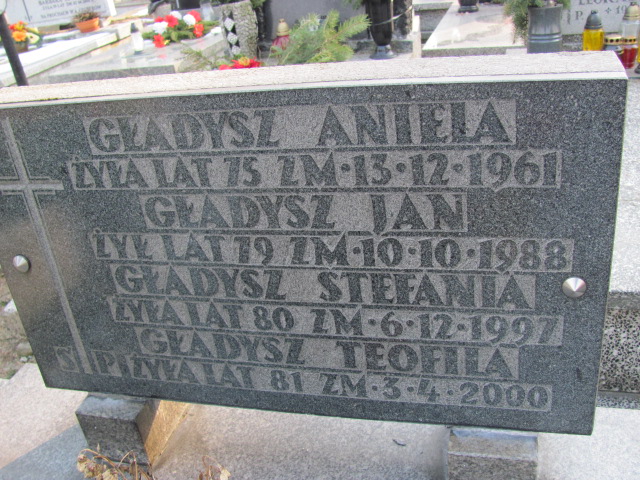 GŁADYSZ ANIELA
ŻYŁA LAT 75 ZM·13·12·1961
GŁADYSZ JAN
ŻYŁ LAT 79 ZM·10·10·1988
GŁADYSZ STEFANIA
ŻYŁA LAT 80 ZM·6·12·1997
GŁADYSZ TEOFILA
Ś P ŻYŁA LAT 81 ZM·3·4·2000